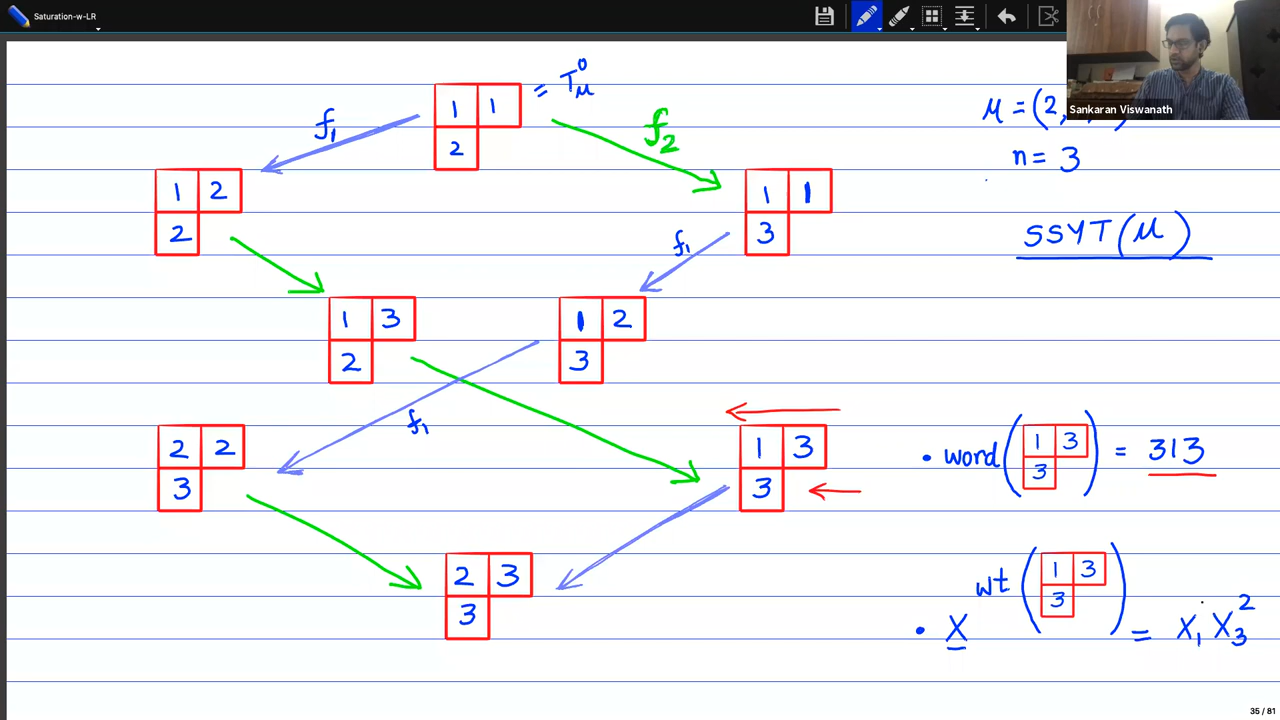 Saturation-w-LR
Sankaran Viswanath
1 1
2
= T_μ^0
μ = (2,
n = 3
f_1
f_2
1 2
2
1 1
3
SSYT(μ)
f_1
1 3
2
1 2
3
f_1
2 2
3
1 3
3
• word( 1 3
3 ) = 313
2 3
3
• X^wt( 1 3
3 ) = X_1 X_3^2
35 / 81